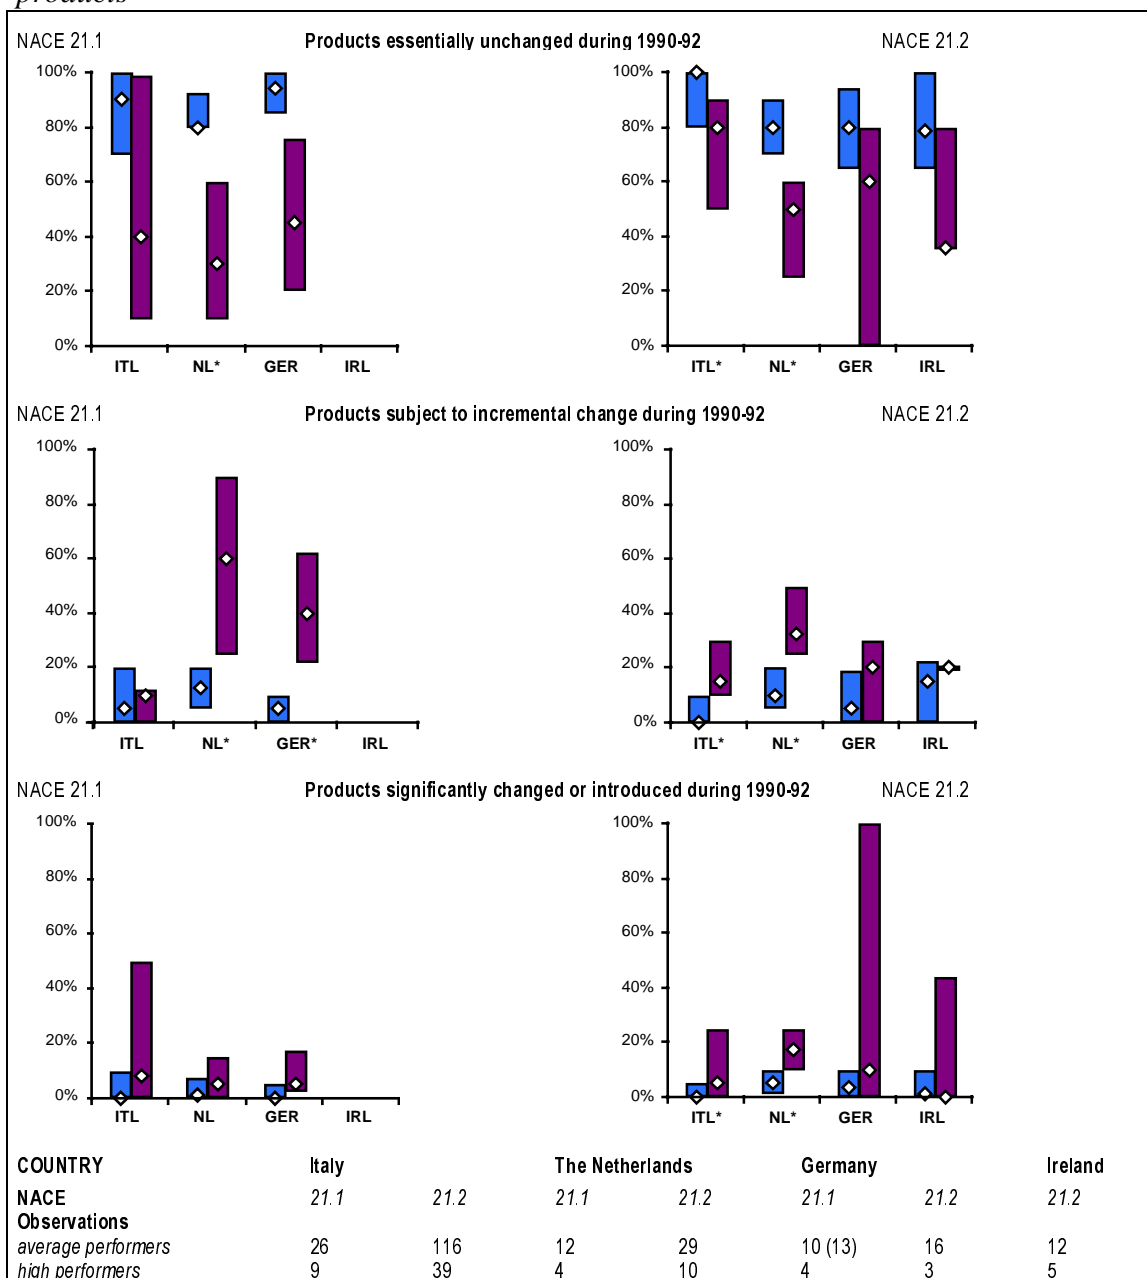 products
NACE 21.1 Products essentially unchanged during 1990-92 NACE 21.2
100%
80%
60%
40%
20%
0%
ITL NL* GER IRL
100%
80%
60%
40%
20%
0%
ITL* NL* GER IRL
NACE 21.1 Products subject to incremental change during 1990-92 NACE 21.2
100%
80%
60%
40%
20%
0%
ITL NL* GER* IRL
100%
80%
60%
40%
20%
0%
ITL* NL* GER IRL
NACE 21.1 Products significantly changed or introduced during 1990-92 NACE 21.2
100%
80%
60%
40%
20%
0%
ITL NL GER IRL
100%
80%
60%
40%
20%
0%
ITL* NL* GER IRL
COUNTRY Italy The Netherlands Germany Ireland
NACE 21.1 21.2 21.1 21.2 21.1 21.2 21.2
Observations
average performers 26 116 12 29 10 (13) 16 12
high performers 9 39 4 10 4 3 5